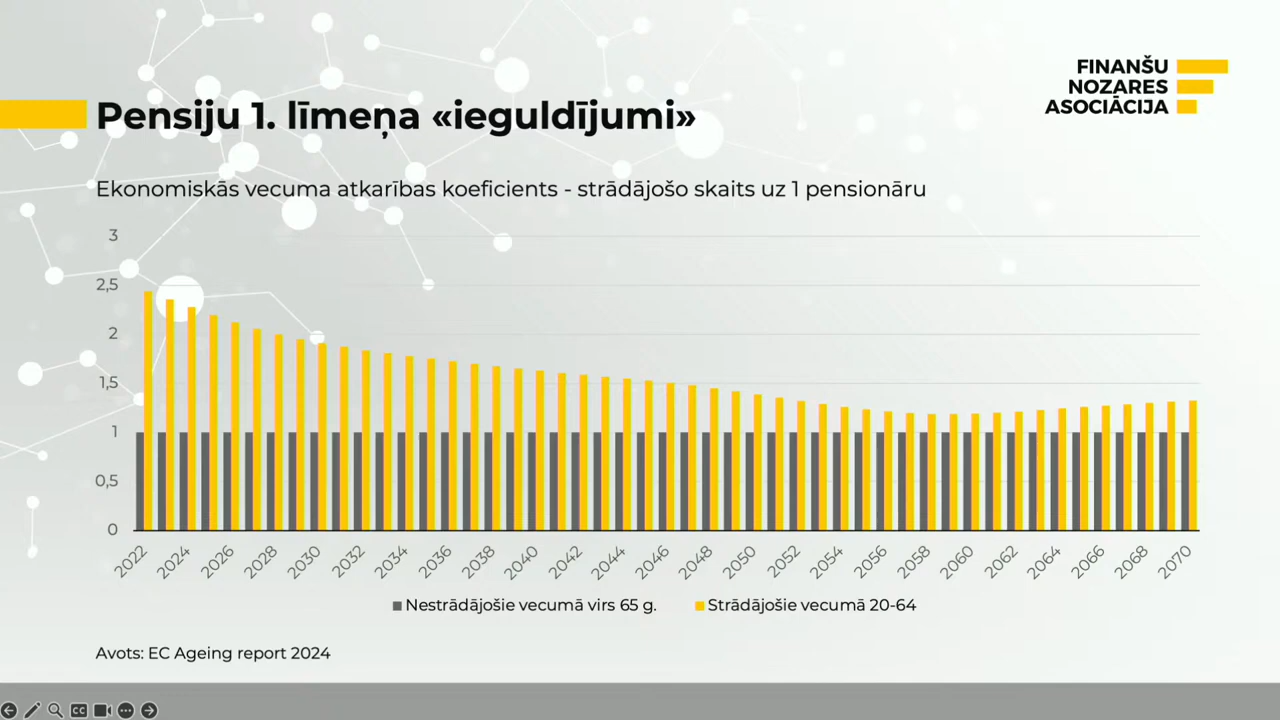 FINANŠU
NOZARES
ASOCIĀCIJA
Pensiju 1. līmeņa «ieguldījumi»
Ekonomiskās vecuma atkarības koeficients - strādājošo skaits uz 1 pensionāru
3
2,5
2
1,5
1
0,5
0
2022 2024 2026 2028 2030 2032 2034 2036 2038 2040 2042 2044 2046 2048 2050 2052 2054 2056 2058 2060 2062 2064 2066 2068 2070
Nestrādājošie vecumā virs 65 g. Strādājošie vecumā 20-64
Avots: EC Ageing report 2024
CC